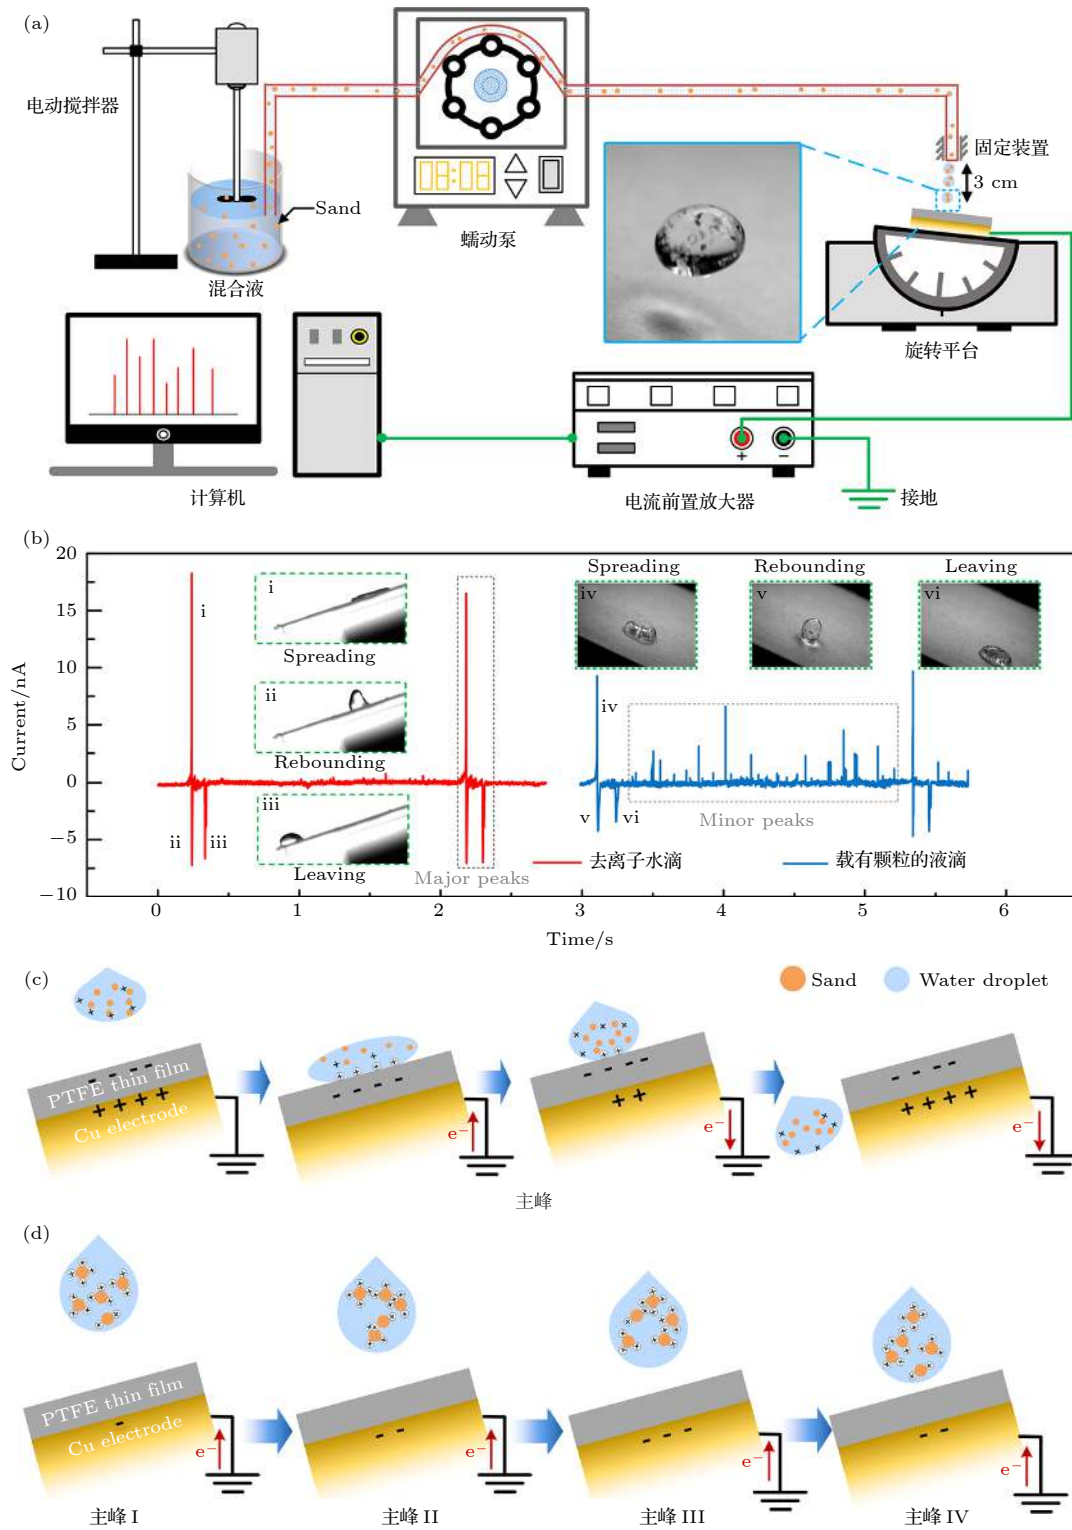 (a)
电动搅拌器
Sand
混合液
08:08
蠕动泵
固定装置
3 cm
旋转平台
计算机
+
−
电流前置放大器
接地
(b)
Current/nA
20
15
10
5
0
−5
−10
0
1
2
3
4
5
6
Time/s
i
ii
iii
i
Spreading
ii
Rebounding
iii
Leaving
Major peaks
Spreading
iv
Rebounding
v
Leaving
vi
iv
v
vi
Minor peaks
去离子水滴
载有颗粒的液滴
(c)
Sand
Water droplet
PTFE thin film
Cu electrode
e−
e−
e−
主峰
(d)
PTFE thin film
Cu electrode
e−
e−
e−
e−
主峰 I
主峰 II
主峰 III
主峰 IV